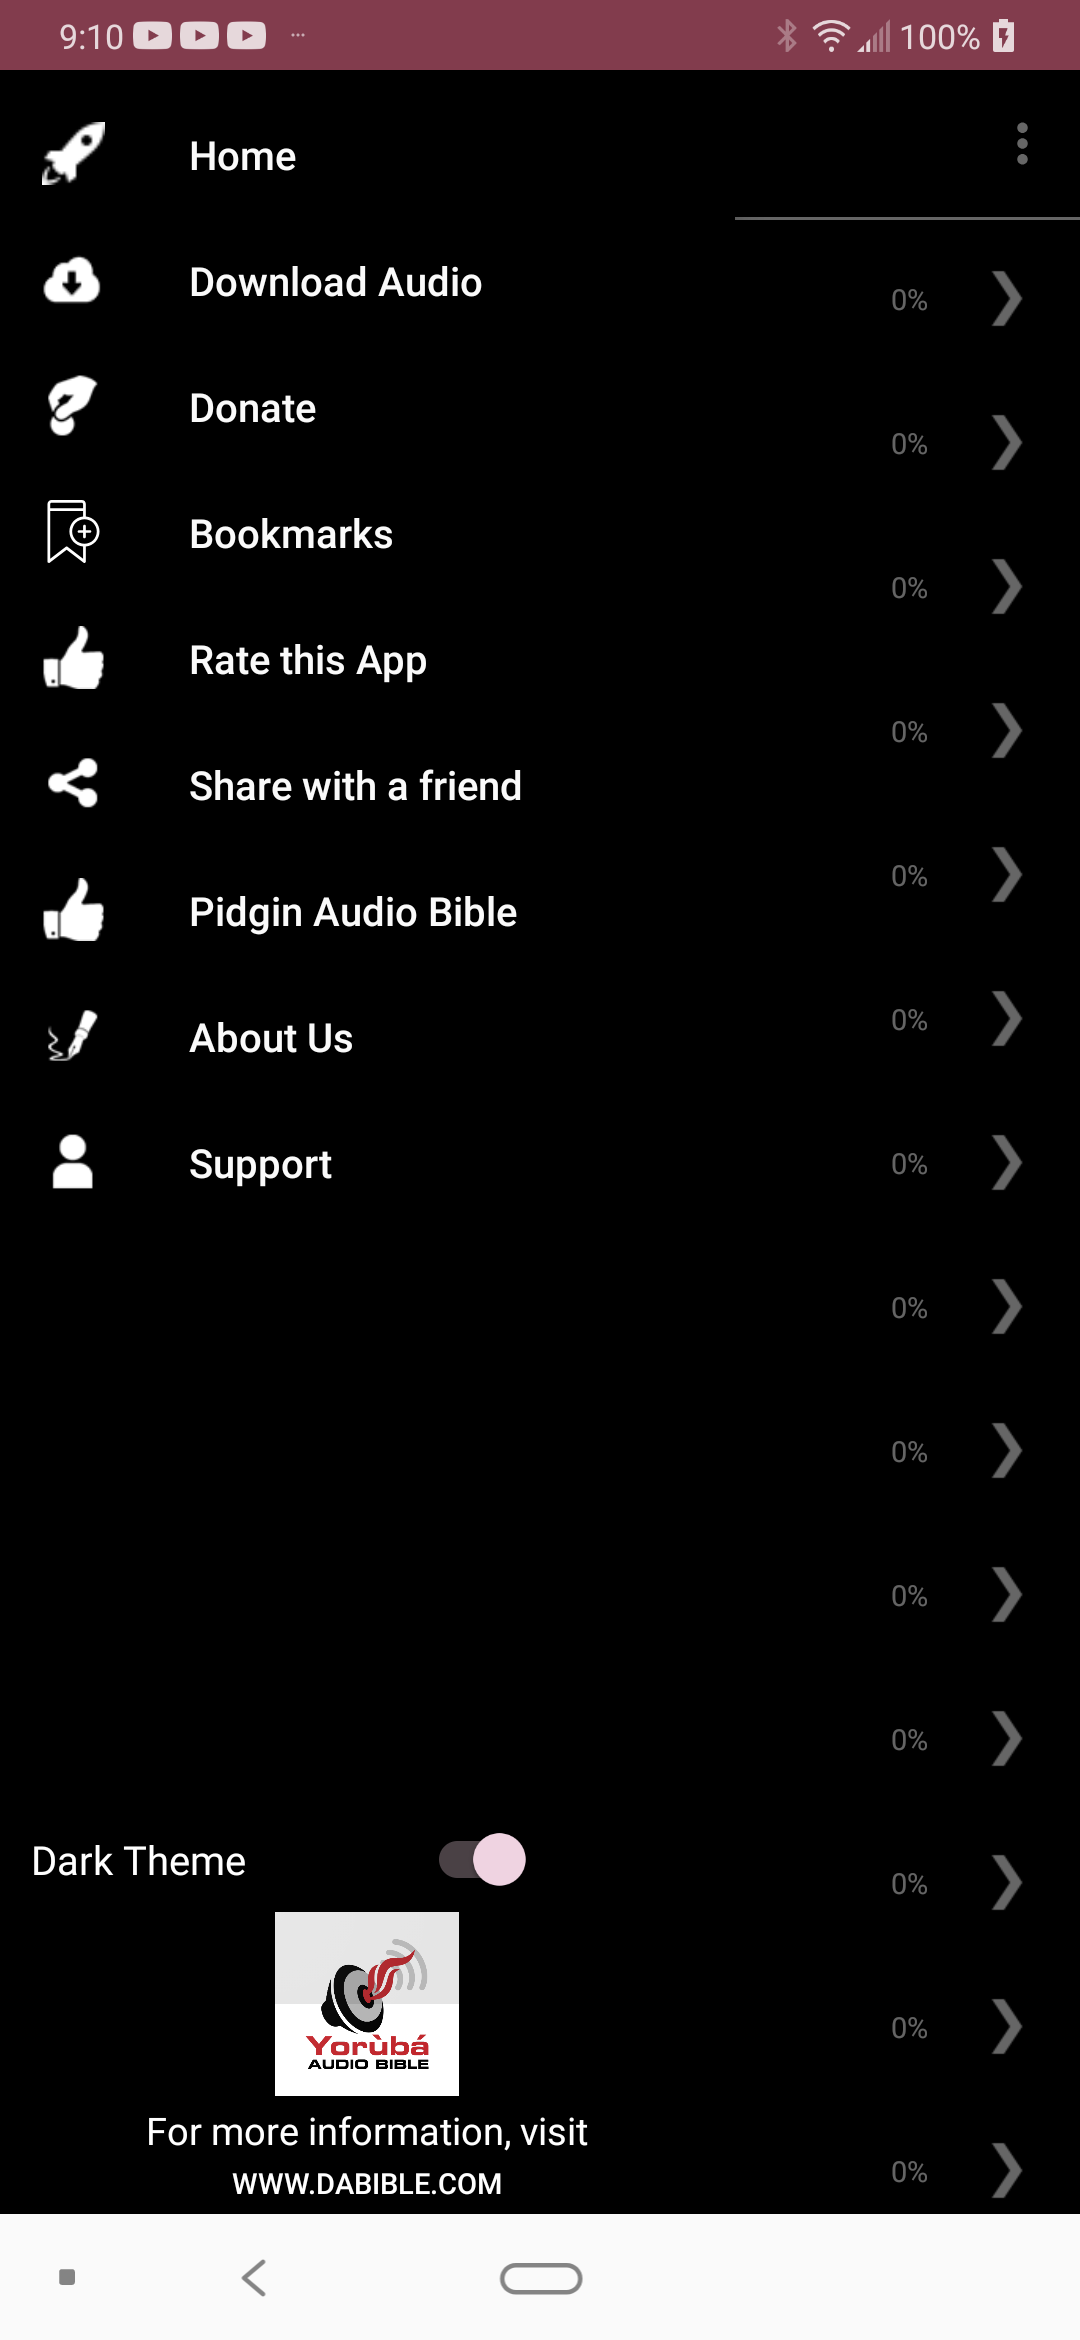 9:10
100%
Home
Download Audio
0%
Donate
0%
Bookmarks
0%
Rate this App
0%
Share with a friend
0%
Pidgin Audio Bible
0%
About Us
Support
0%
0%
0%
0%
0%
Dark Theme
0%
Yorùbá
AUDIO BIBLE
0%
For more information, visit
WWW.DABIBLE.COM
0%